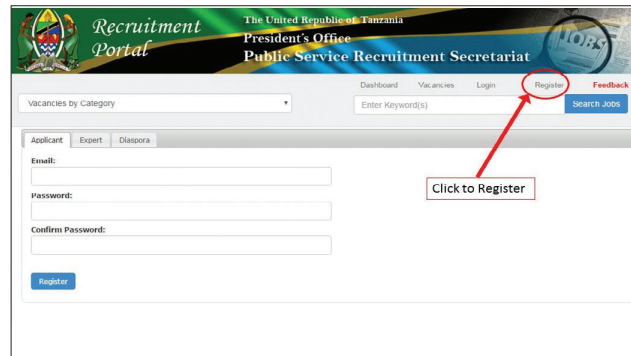 Recruitment
Portal
The United Republic of Tanzania
President's Office
Public Service Recruitment Secretariat
JOBS
Dashboard Vacancies Login Register Feedback
Vacancies by Category Enter Keyword(s) Search Jobs
Applicant Expert Diaspora
Email:
Click to Register
Password:
Confirm Password:
Register